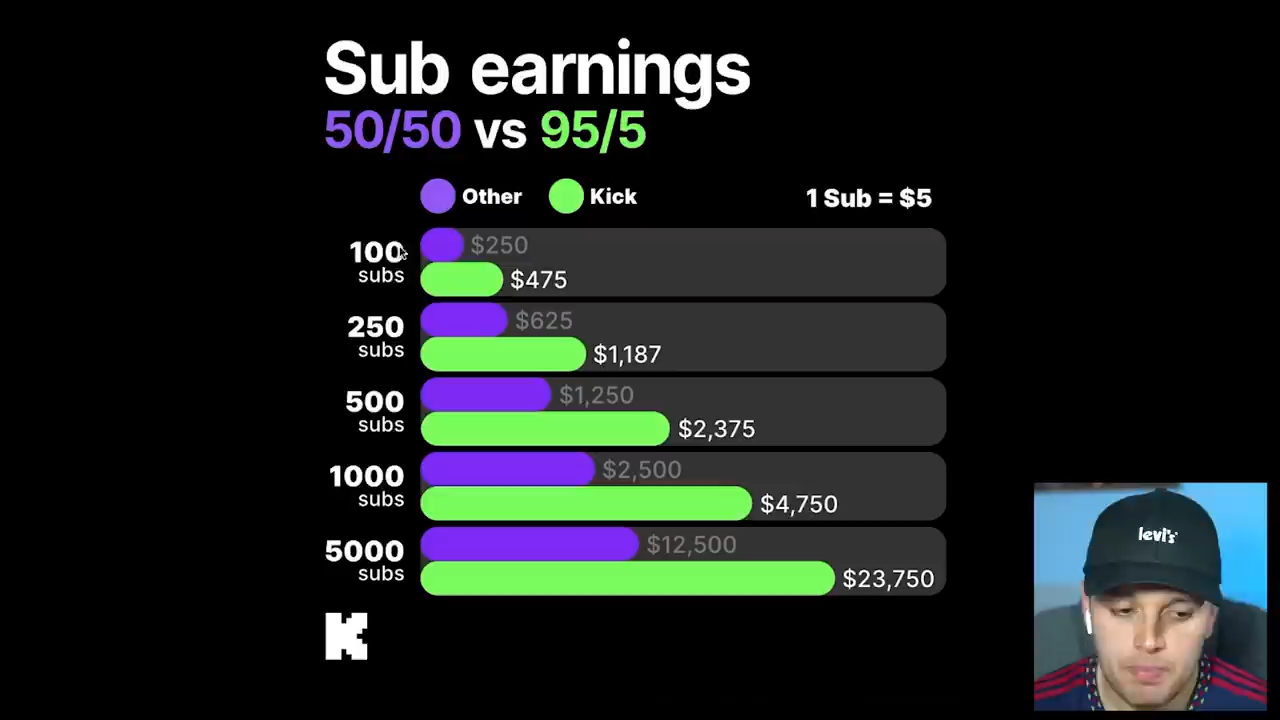 Sub earnings
50/50 vs 95/5
Other Kick 1 Sub = $5
100 subs $250
$475
250 subs $625
$1,187
500 subs $1,250
$2,375
1000 subs $2,500
$4,750
5000 subs $12,500
$23,750
K
levi's